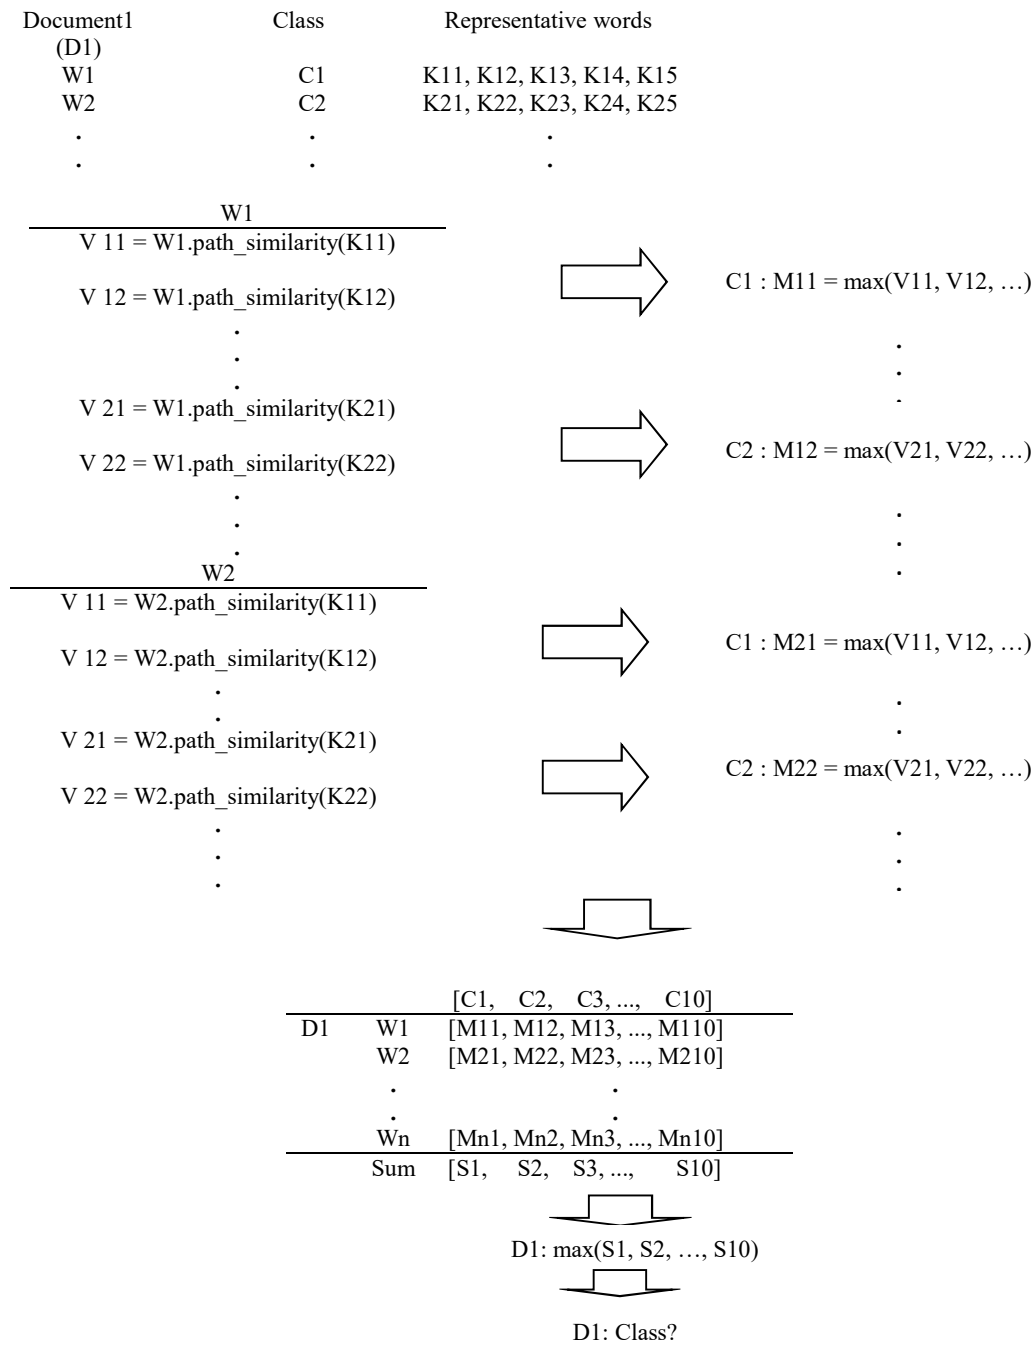 Document1 Class Representative words
(D1)
W1 C1 K11, K12, K13, K14, K15
W2 C2 K21, K22, K23, K24, K25
. . .
. . .
W1
V 11 = W1.path_similarity(K11)
C1 : M11 = max(V11, V12, …)
V 12 = W1.path_similarity(K12)
.
.
.
.
.
.
V 21 = W1.path_similarity(K21)
C2 : M12 = max(V21, V22, …)
V 22 = W1.path_similarity(K22)
.
.
.
.
.
.
W2
V 11 = W2.path_similarity(K11)
C1 : M21 = max(V11, V12, …)
V 12 = W2.path_similarity(K12)
.
.
.
.
V 21 = W2.path_similarity(K21)
C2 : M22 = max(V21, V22, …)
V 22 = W2.path_similarity(K22)
.
.
.
.
.
.
[C1, C2, C3, ..., C10]
D1 W1 [M11, M12, M13, ..., M110]
W2 [M21, M22, M23, ..., M210]
. .
. .
Wn [Mn1, Mn2, Mn3, ..., Mn10]
Sum [S1, S2, S3, ..., S10]
D1: max(S1, S2, …, S10)
D1: Class?